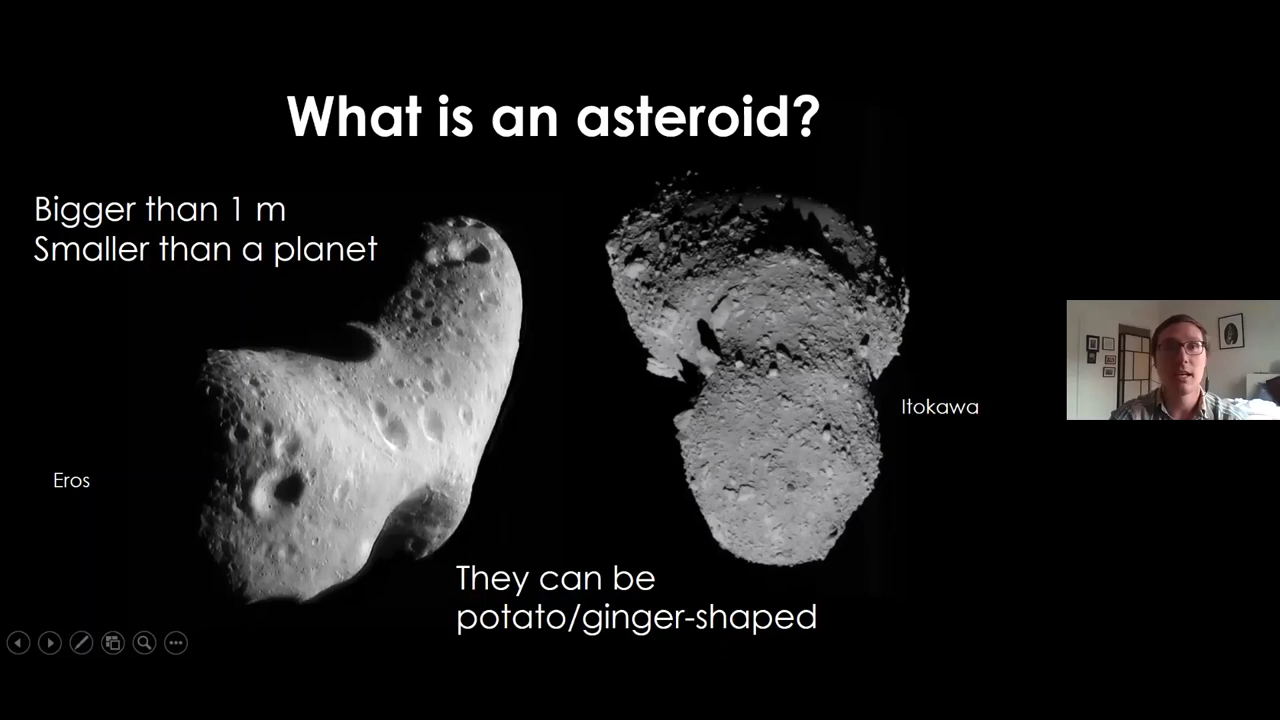 What is an asteroid?
Bigger than 1 m
Smaller than a planet
Itokawa
Eros
They can be
potato/ginger-shaped